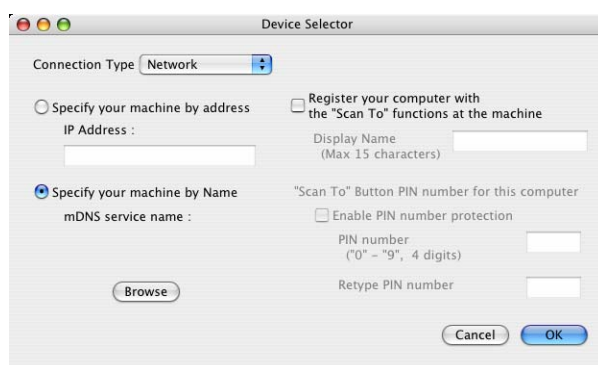 Device Selector
Connection Type Network
Specify your machine by address
IP Address :
Register your computer with
the "Scan To" functions at the machine
Display Name
(Max 15 characters)
Specify your machine by Name
mDNS service name :
"Scan To" Button PIN number for this computer
Enable PIN number protection
PIN number
("0" – "9", 4 digits)
Retype PIN number
Browse
Cancel OK